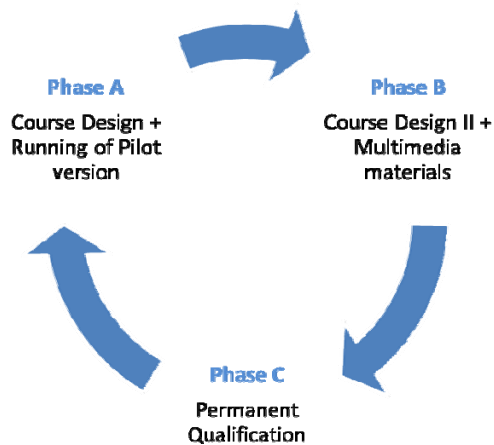 Phase A
Course Design +
Running of Pilot
version
Phase B
Course Design II +
Multimedia
materials
Phase C
Permanent
Qualification